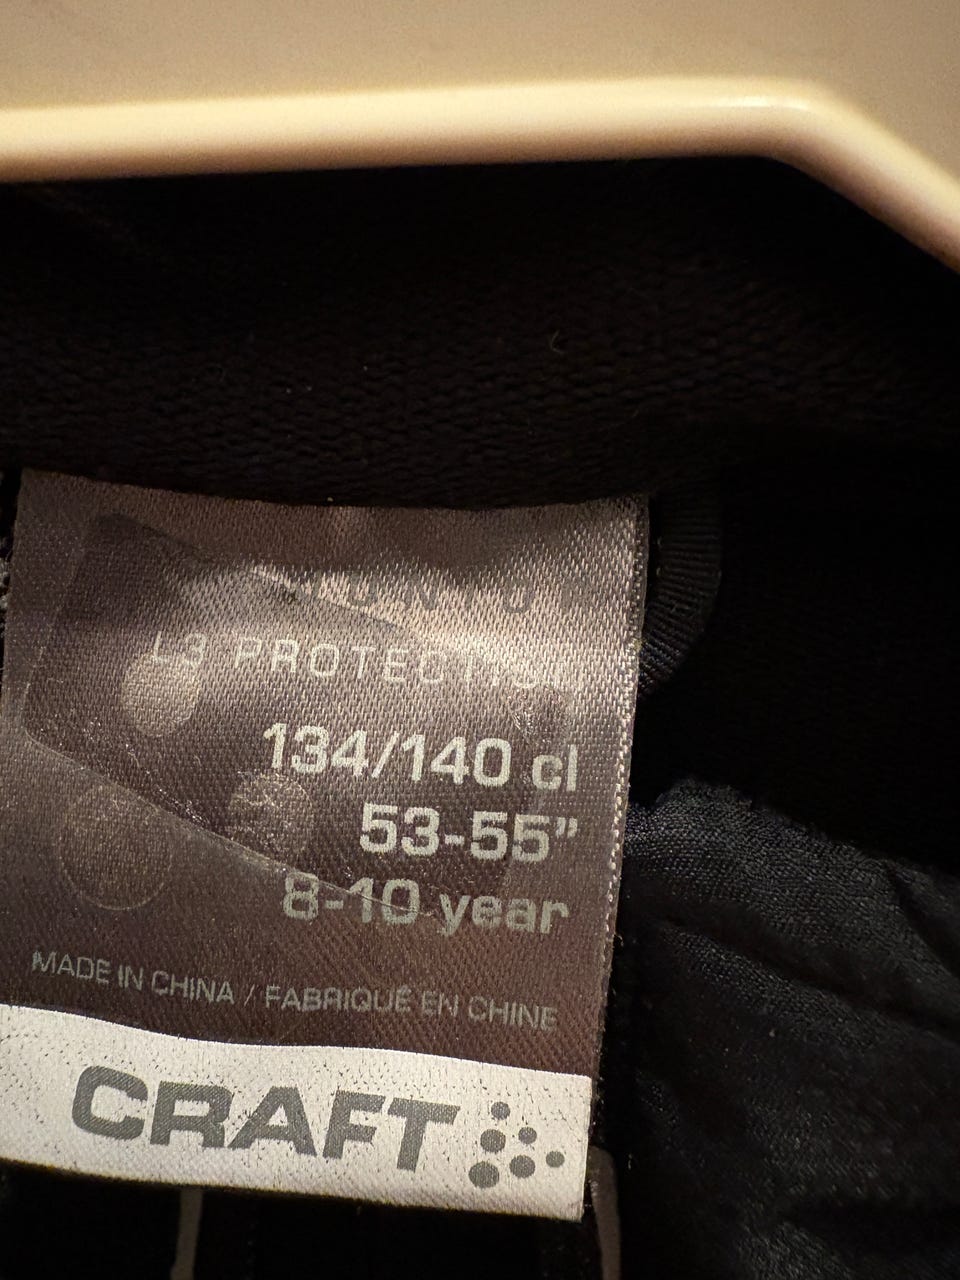 L3 PROTECTION
134/140 cl
53-55”
8-10 year
MADE IN CHINA / FABRIQUÉ EN CHINE
CRAFT